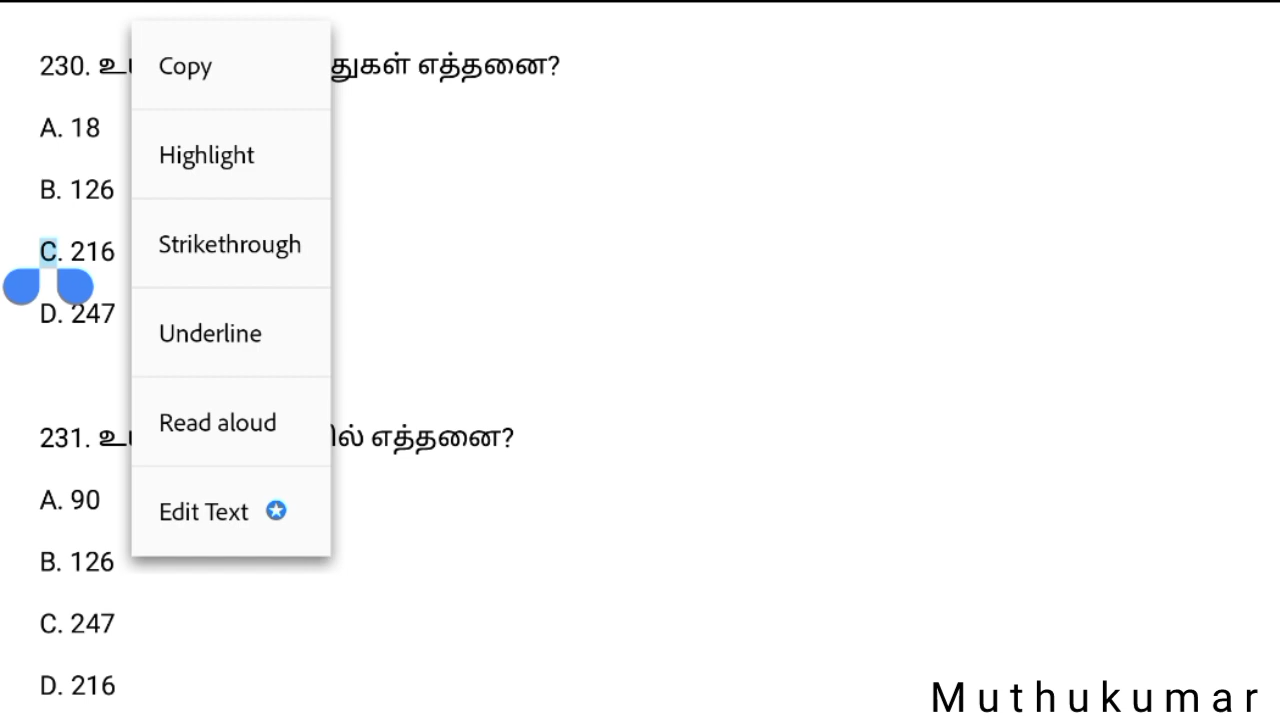 230. உ
துகள் எத்தனை?
A. 18
B. 126
C. 216
D. 247
Copy
Highlight
Strikethrough
Underline
Read aloud
Edit Text
231. உ
ில் எத்தனை?
A. 90
B. 126
C. 247
D. 216
Muthukumar